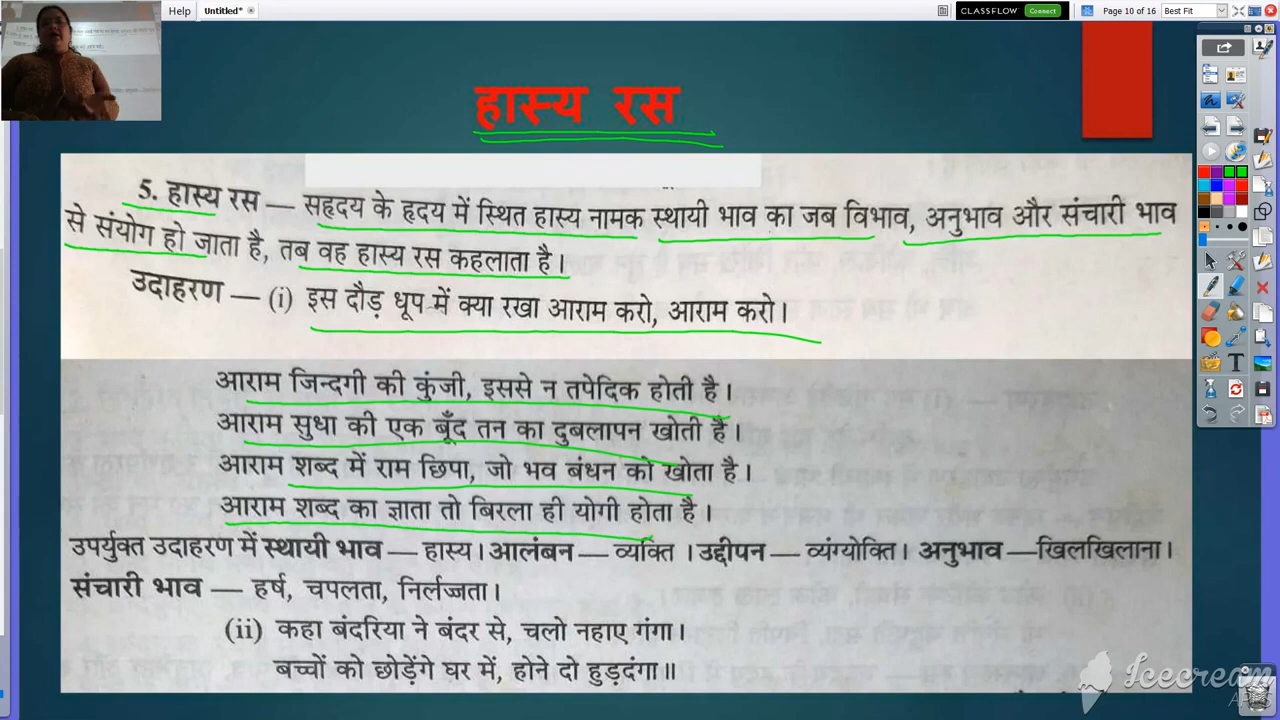 Help
Untitled*
CLASSFLOW Connect
Page 10 of 16
Best Fit
हास्य रस
5. हास्य रस — सहृदय के हृदय में स्थित हास्य नामक स्थायी भाव का जब विभाव, अनुभाव और संचारी भाव
से संयोग हो जाता है, तब वह हास्य रस कहलाता है।
उदाहरण — (i) इस दौड़ धूप में क्या रखा आराम करो, आराम करो।
आराम जिन्दगी की कुंजी, इससे न तपेदिक होती है।
आराम सुधा की एक बूँद तन का दुबलापन खोती है।
आराम शब्द में राम छिपा, जो भव बंधन को खोता है।
आराम शब्द का ज्ञाता तो बिरला ही योगी होता है।
उपर्युक्त उदाहरण में स्थायी भाव — हास्य। आलंबन — व्यक्ति। उद्दीपन — व्यंग्योक्ति। अनुभाव —खिलखिलाना।
संचारी भाव — हर्ष, चपलता, निर्लज्जता।
(ii) कहा बंदरिया ने बंदर से, चलो नहाए गंगा।
बच्चों को छोड़ेंगे घर में, होने दो हुड़दंगा॥
Icecream
APPS